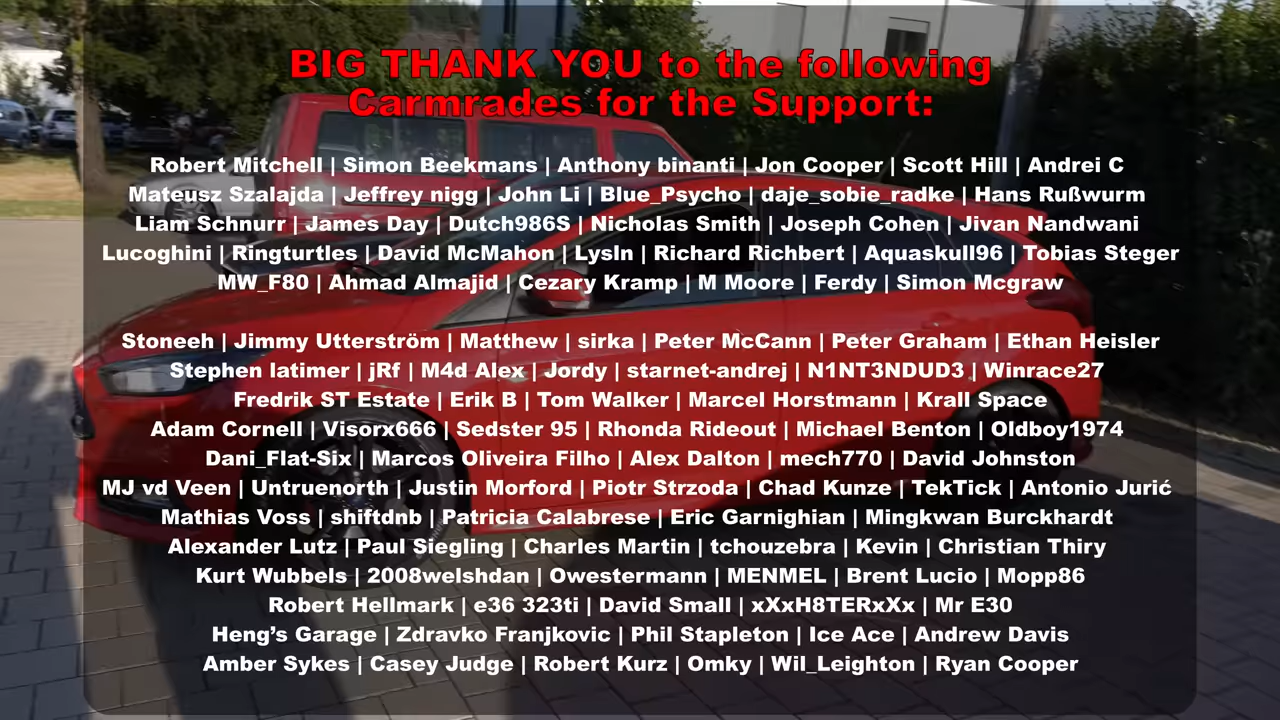 BIG THANK YOU to the following
Carmrades for the Support:
Robert Mitchell | Simon Beekmans | Anthony binanti | Jon Cooper | Scott Hill | Andrei C
Mateusz Szalajda | Jeffrey nigg | John Li | Blue_Psycho | daje_sobie_radke | Hans Rußwurm
Liam Schnurr | James Day | Dutch986S | Nicholas Smith | Joseph Cohen | Jivan Nandwani
Lucoghini | Ringturtles | David McMahon | Lysln | Richard Richbert | Aquaskull96 | Tobias Steger
MW_F80 | Ahmad Almajid | Cezary Kramp | M Moore | Ferdy | Simon Mcgraw
Stoneeh | Jimmy Utterström | Matthew | sirka | Peter McCann | Peter Graham | Ethan Heisler
Stephen latimer | jRf | M4d Alex | Jordy | starnet-andrej | N1NT3NDUD3 | Winrace27
Fredrik ST Estate | Erik B | Tom Walker | Marcel Horstmann | Krall Space
Adam Cornell | Visorx666 | Sedster 95 | Rhonda Rideout | Michael Benton | Oldboy1974
Dani_Flat-Six | Marcos Oliveira Filho | Alex Dalton | mech770 | David Johnston
MJ vd Veen | Untruenorth | Justin Morford | Piotr Strzoda | Chad Kunze | TekTick | Antonio Jurić
Mathias Voss | shiftdnb | Patricia Calabrese | Eric Garnighian | Mingkwan Burckhardt
Alexander Lutz | Paul Siegling | Charles Martin | tchouzebra | Kevin | Christian Thiry
Kurt Wubbels | 2008welshdan | Owestermann | MENMEL | Brent Lucio | Mopp86
Robert Hellmark | e36 323ti | David Small | xXxH8TERxXx | Mr E30
Heng’s Garage | Zdravko Franjkovic | Phil Stapleton | Ice Ace | Andrew Davis
Amber Sykes | Casey Judge | Robert Kurz | Omky | Wil_Leighton | Ryan Cooper